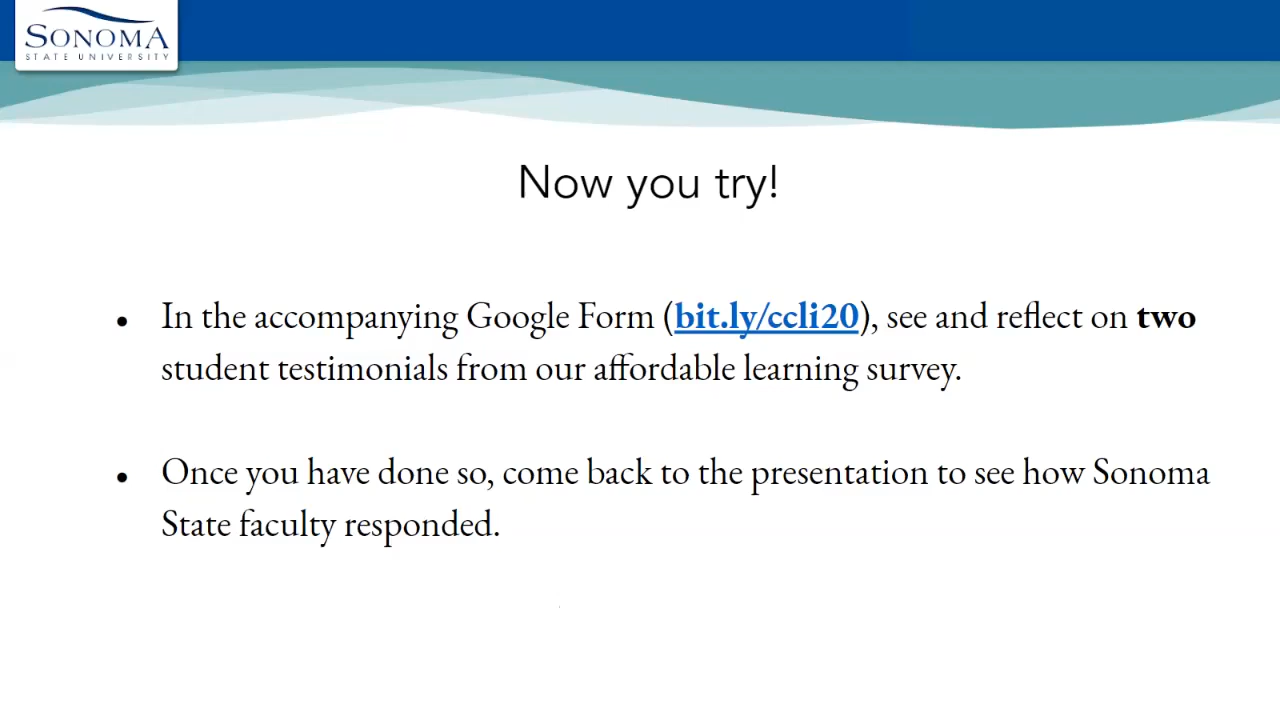 SONOMA
STATE UNIVERSITY
Now you try!
● In the accompanying Google Form (bit.ly/ccli20), see and reflect on two
student testimonials from our affordable learning survey.
● Once you have done so, come back to the presentation to see how Sonoma
State faculty responded.